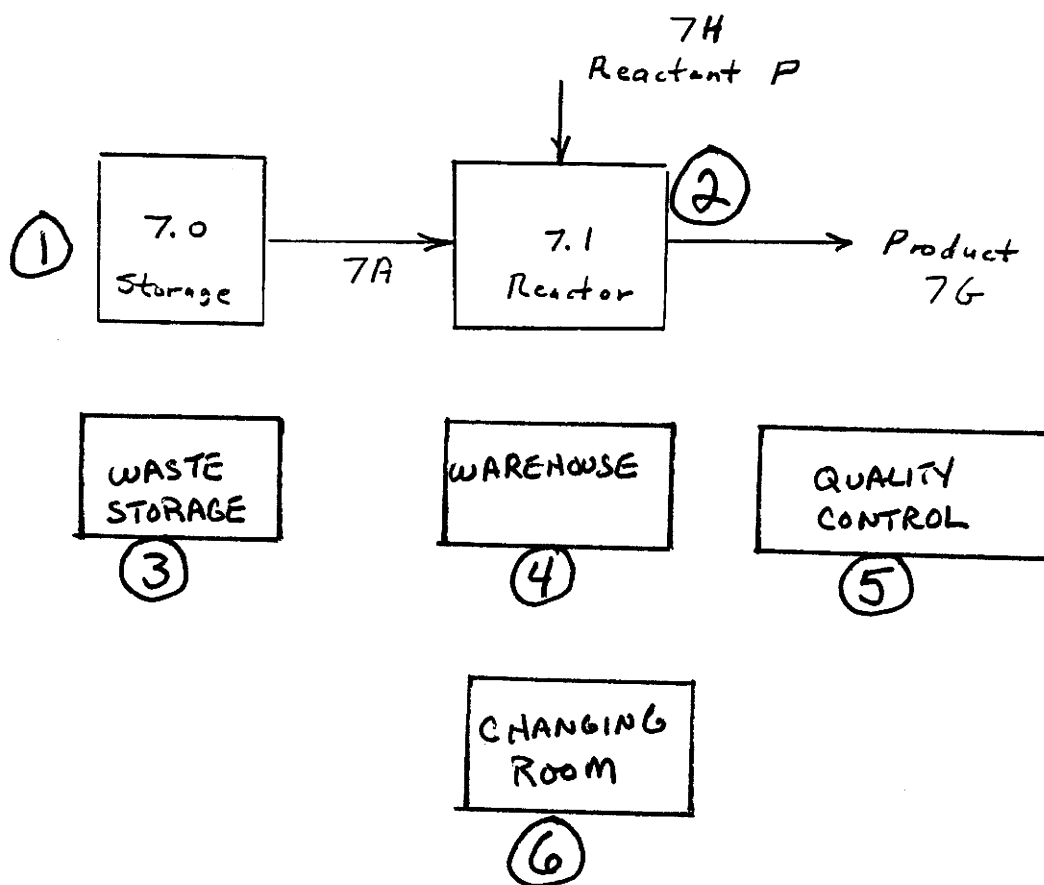 7H
Reactant P
1
7.0
Storage
7A
7.1
Reactor
2
Product
7G
WASTE
STORAGE
3
WAREHOUSE
4
QUALITY
CONTROL
5
CHANGING
ROOM
6